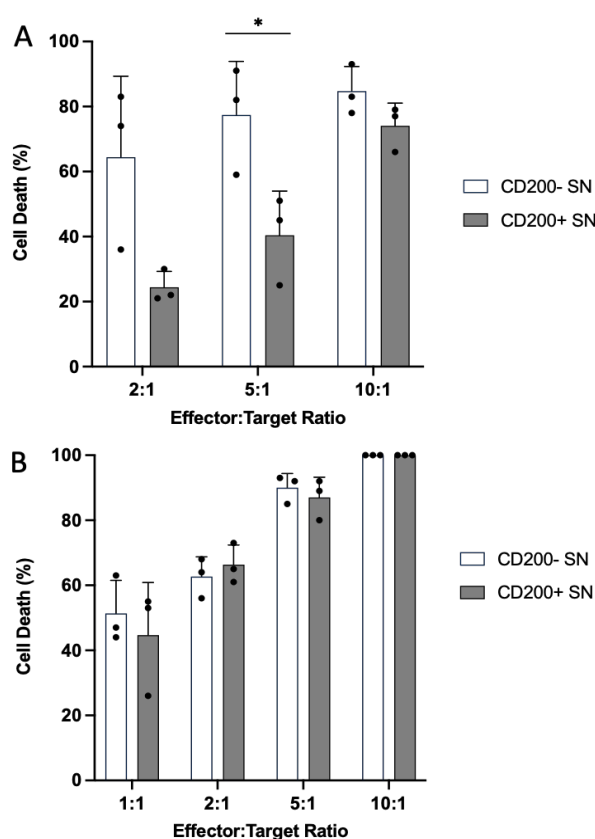 A
*
100
80
60
40
20
0
Cell Death (%)
2:1 5:1 10:1
Effector:Target Ratio
CD200- SN
CD200+ SN
B
100
80
60
40
20
0
Cell Death (%)
1:1 2:1 5:1 10:1
Effector:Target Ratio
CD200- SN
CD200+ SN